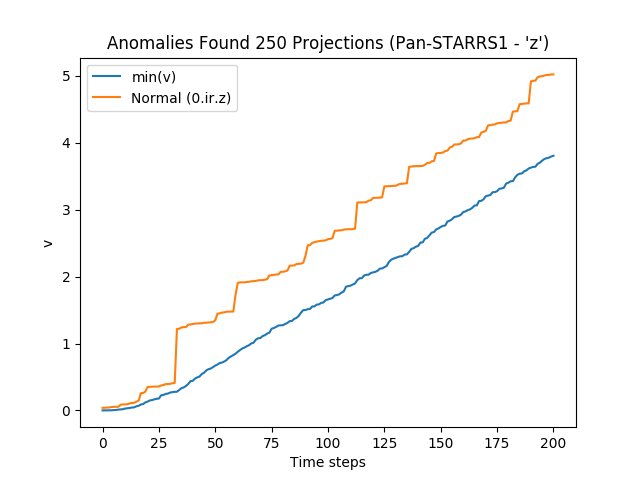 Anomalies Found 250 Projections (Pan-STARRS1 - 'z')
min(v)
Normal (0.ir.z)
5
4
3
2
1
0
v
0 25 50 75 100 125 150 175 200
Time steps